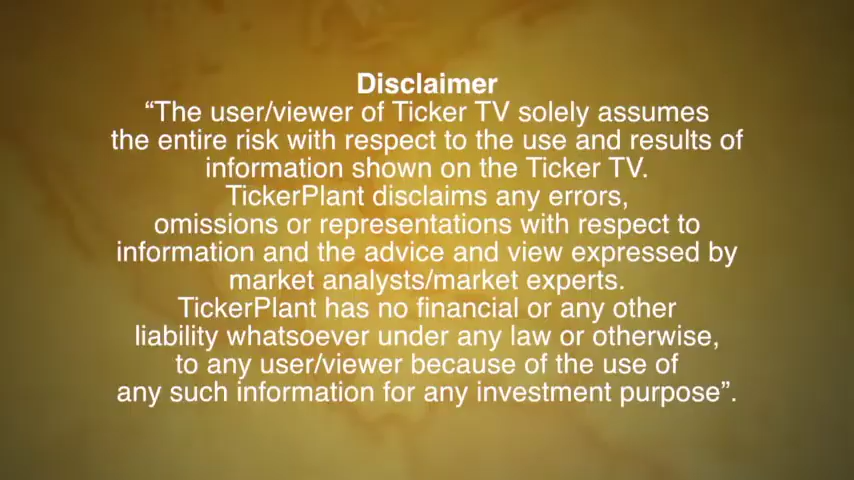 Disclaimer
“The user/viewer of Ticker TV solely assumes
the entire risk with respect to the use and results of
information shown on the Ticker TV.
TickerPlant disclaims any errors,
omissions or representations with respect to
information and the advice and view expressed by
market analysts/market experts.
TickerPlant has no financial or any other
liability whatsoever under any law or otherwise,
to any user/viewer because of the use of
any such information for any investment purpose”.